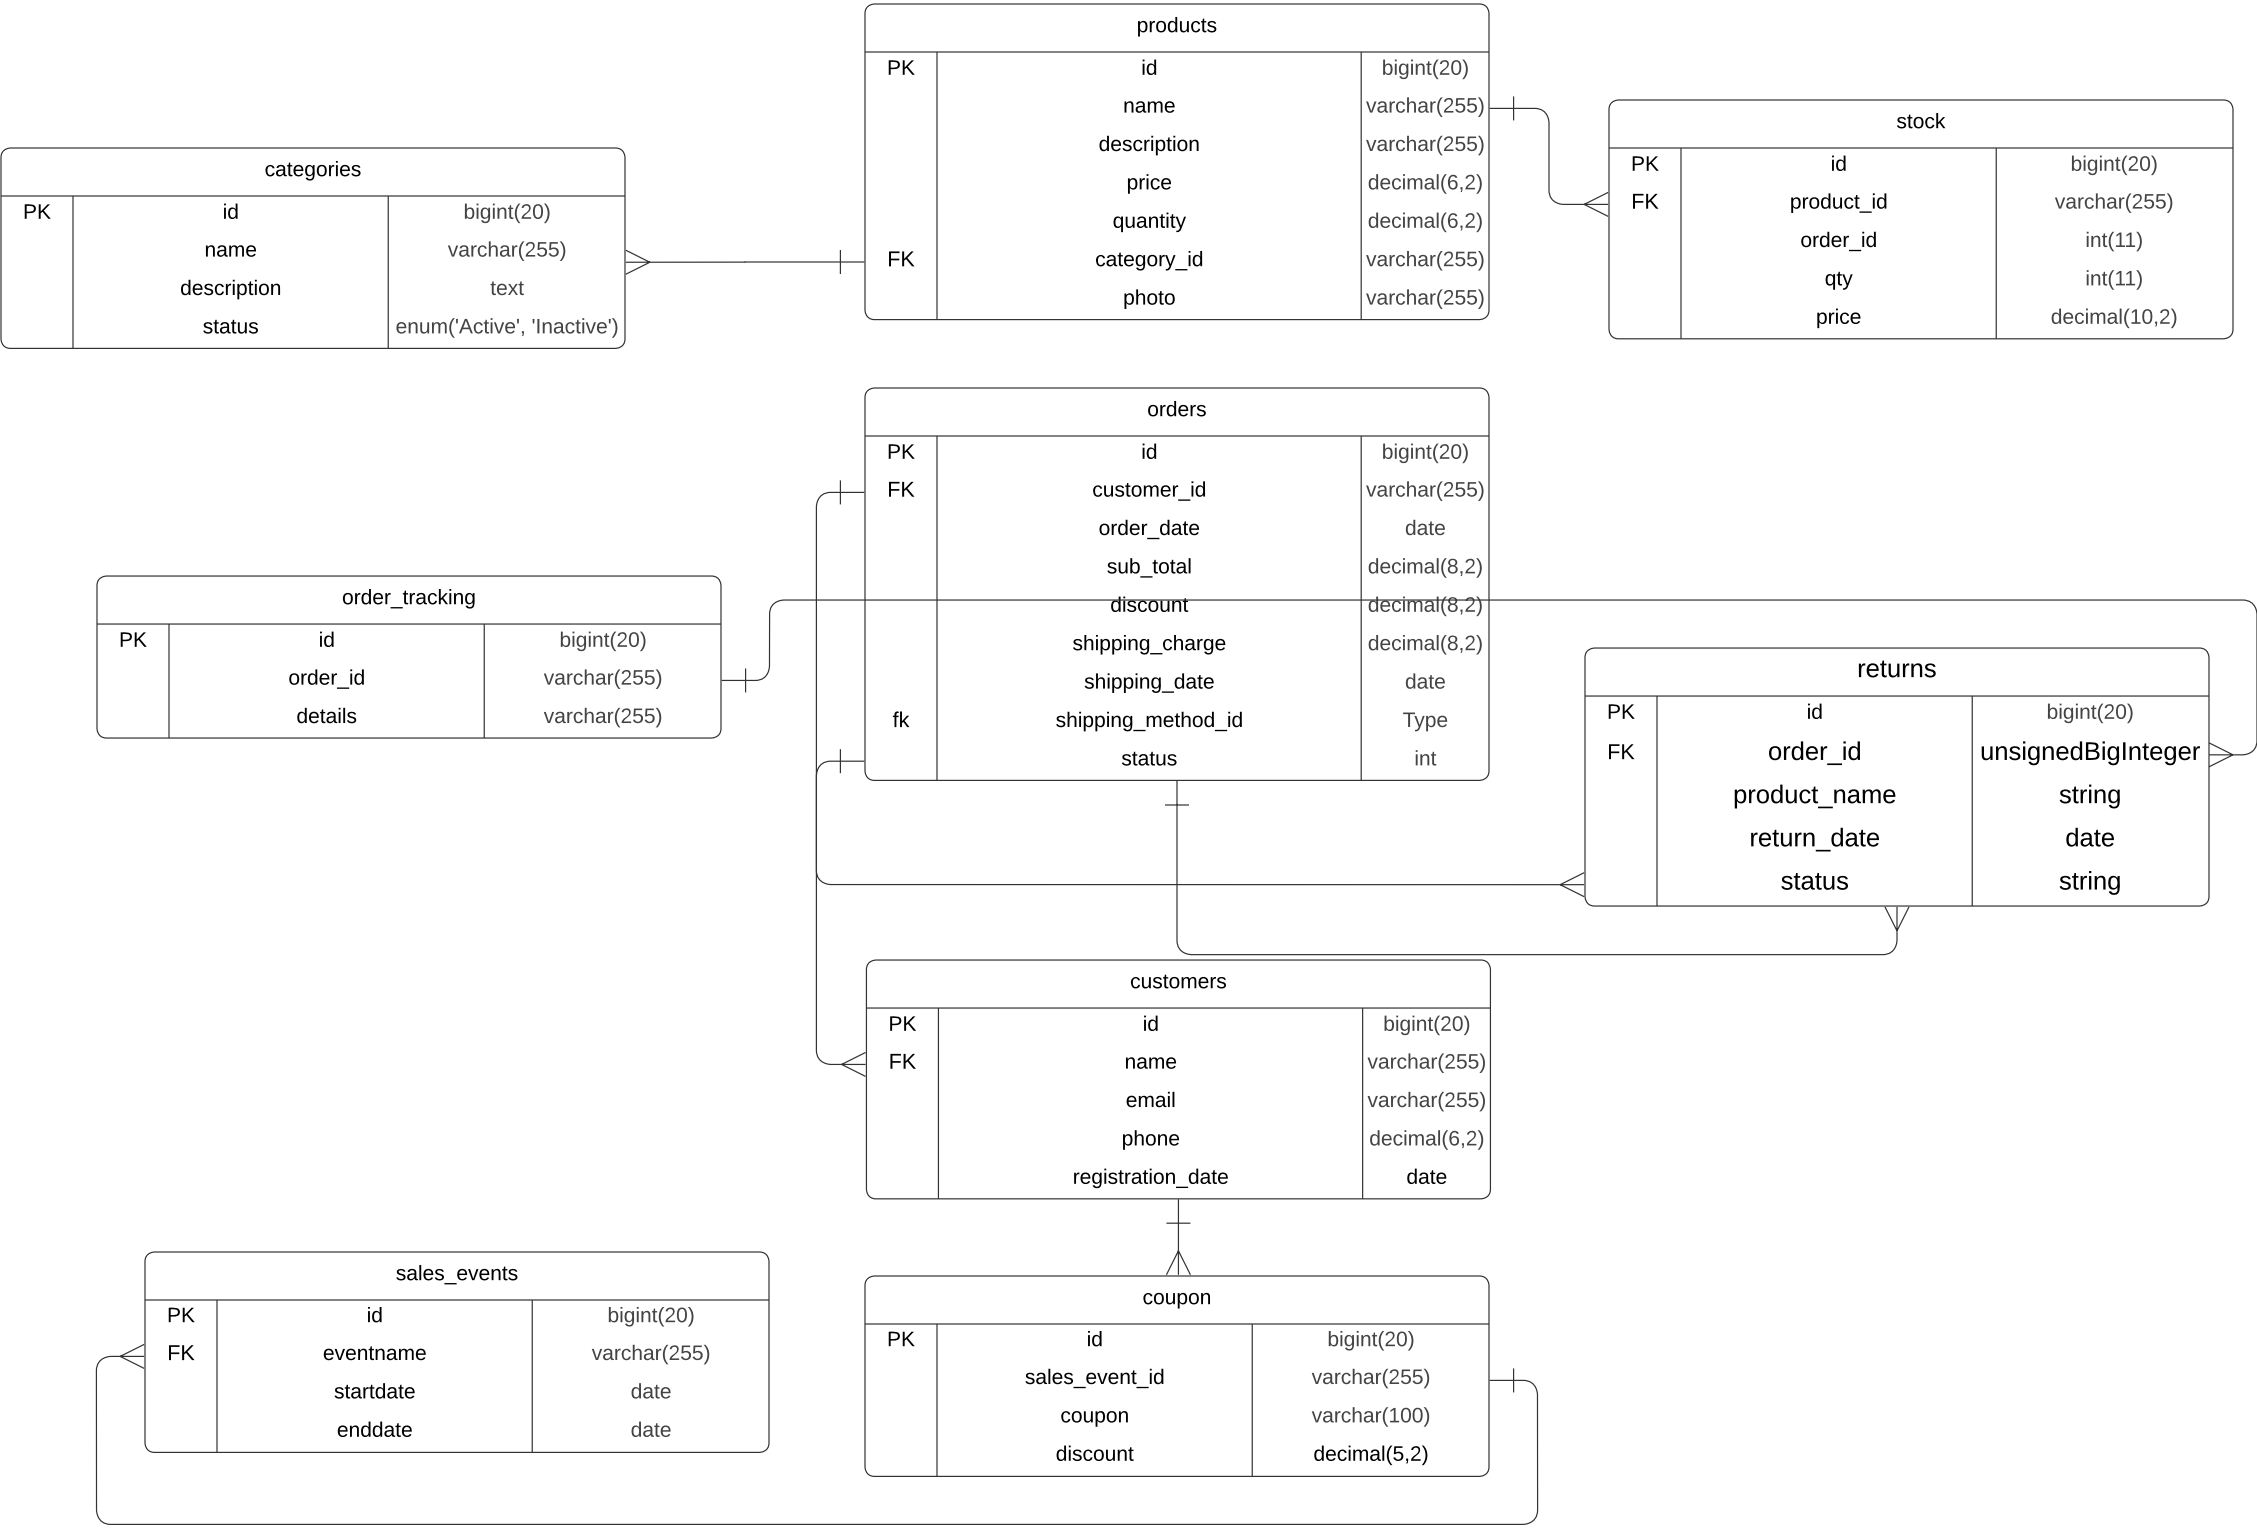 products
PK id bigint(20)
name varchar(255)
description varchar(255)
price decimal(6,2)
quantity decimal(6,2)
FK category_id varchar(255)
photo varchar(255)
stock
PK id bigint(20)
FK product_id varchar(255)
order_id int(11)
qty int(11)
price decimal(10,2)
categories
PK id bigint(20)
name varchar(255)
description text
status enum('Active', 'Inactive')
orders
PK id bigint(20)
FK customer_id varchar(255)
order_date date
sub_total decimal(8,2)
discount decimal(8,2)
shipping_charge decimal(8,2)
shipping_date date
fk shipping_method_id Type
status int
order_tracking
PK id bigint(20)
order_id varchar(255)
details varchar(255)
returns
PK id bigint(20)
FK order_id unsignedBigInteger
product_name string
return_date date
status string
customers
PK id bigint(20)
FK name varchar(255)
email varchar(255)
phone decimal(6,2)
registration_date date
sales_events
PK id bigint(20)
FK eventname varchar(255)
startdate date
enddate date
coupon
PK id bigint(20)
sales_event_id varchar(255)
coupon varchar(100)
discount decimal(5,2)